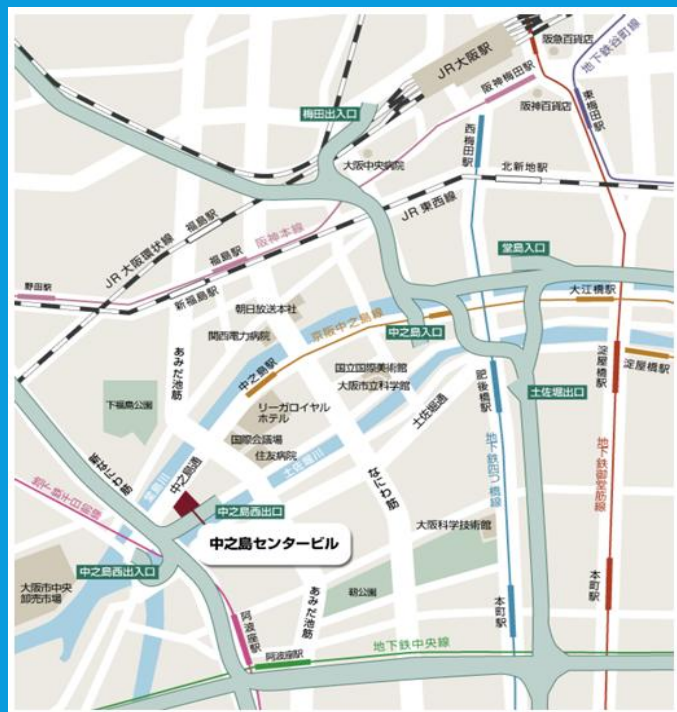 阪急百貨店
地下鉄谷町線
JR大阪駅
阪神梅田駅
阪神百貨店
東梅田駅
梅田出入口
西梅田駅
大阪中央病院
北新地駅
JR東西線
JR大阪環状線
福島駅
阪神本線
福島駅
新福島駅
野田駅
堂島入口
大江橋駅
朝日放送本社
関西電力病院
京阪中之島線
中之島入口
あみだ池筋
中之島駅
国立国際美術館
大阪市立科学館
肥後橋駅
淀屋橋駅
淀屋橋駅
土佐堀出口
下福島公園
リーガロイヤル
ホテル
土佐堀通
国際会議場
住友病院
新なにわ筋
堂島川
中之島通
土佐堀川
なにわ筋
地下鉄四つ橋線
地下鉄御堂筋線
地下鉄千日前線
中之島西出口
中之島センタービル
大阪科学技術館
中之島西出入口
大阪市中央
卸売市場
靭公園
あみだ池筋
本町駅
本町駅
阿波座駅
阿波座駅
地下鉄中央線